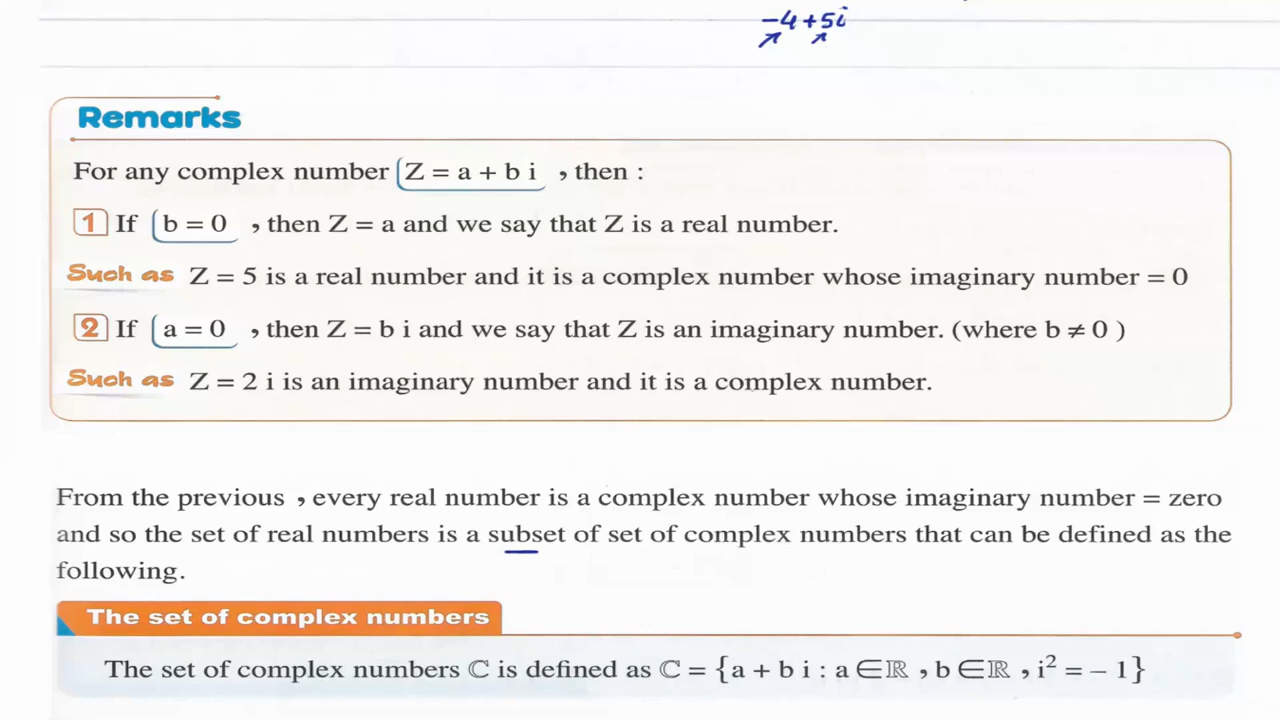 -4+5i
Remarks
For any complex number Z = a + b i , then :
1 If b = 0 , then Z = a and we say that Z is a real number.
Such as Z = 5 is a real number and it is a complex number whose imaginary number = 0
2 If a = 0 , then Z = b i and we say that Z is an imaginary number. (where b ≠ 0 )
Such as Z = 2 i is an imaginary number and it is a complex number.
From the previous , every real number is a complex number whose imaginary number = zero
and so the set of real numbers is a subset of set of complex numbers that can be defined as the
following.
The set of complex numbers
The set of complex numbers ℂ is defined as ℂ = {a + b i : a ∈ ℝ , b ∈ ℝ , i² = – 1}